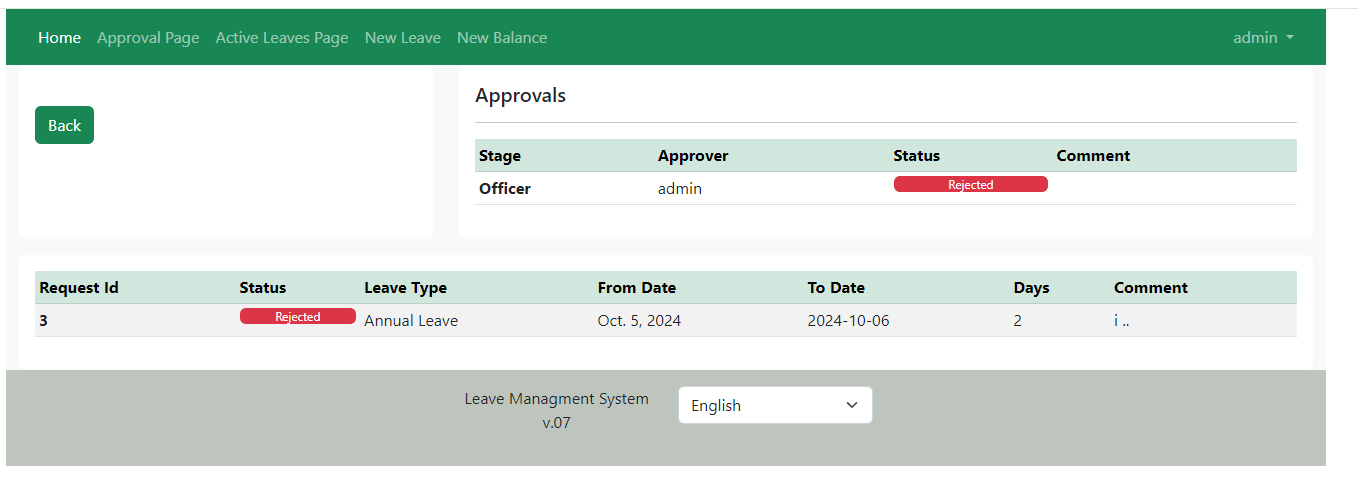 Home Approval Page Active Leaves Page New Leave New Balance admin
Back
Approvals
Stage Approver Status Comment
Officer admin Rejected
Request Id Status Leave Type From Date To Date Days Comment
3 Rejected Annual Leave Oct. 5, 2024 2024-10-06 2 i ..
Leave Managment System
v.07
English